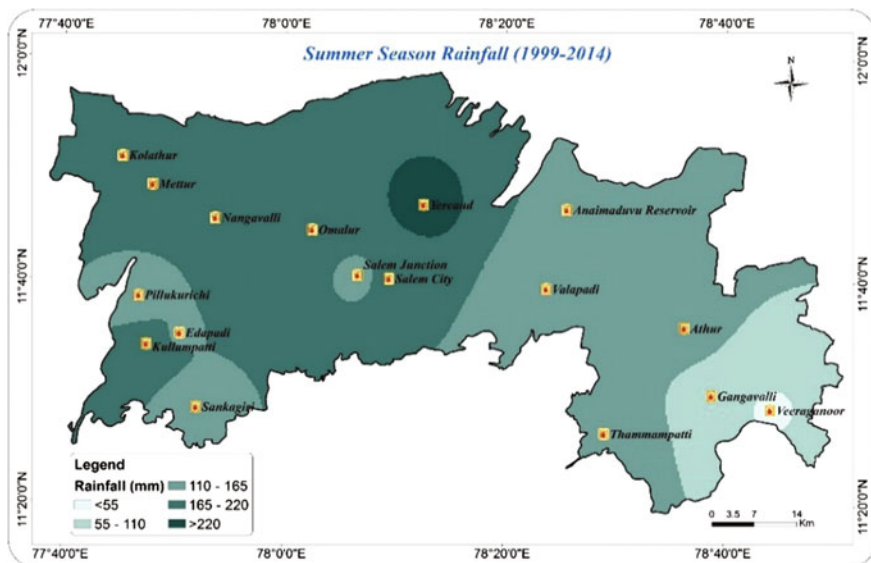 77°40'0"E 78°0'0"E 78°20'0"E 78°40'0"E
Summer Season Rainfall (1999-2014)
12°0'0"N
12°0'0"N
N
Kolathur
Mettur
Nangavalli
Omalur
Yercaud
Anaimaduvu Reservoir
Salem Junction
Salem City
11°40'0"N
11°40'0"N
Pillukurichi
Valapadi
Edapadi
Kullumpatti
Athur
Sankagiri
Gangavalli
Veeraganoor
Thammampatti
Legend
Rainfall (mm)
<55
55 - 110
110 - 165
165 - 220
>220
11°20'0"N
11°20'0"N
0 3.5 7 14
Km
77°40'0"E 78°0'0"E 78°20'0"E 78°40'0"E